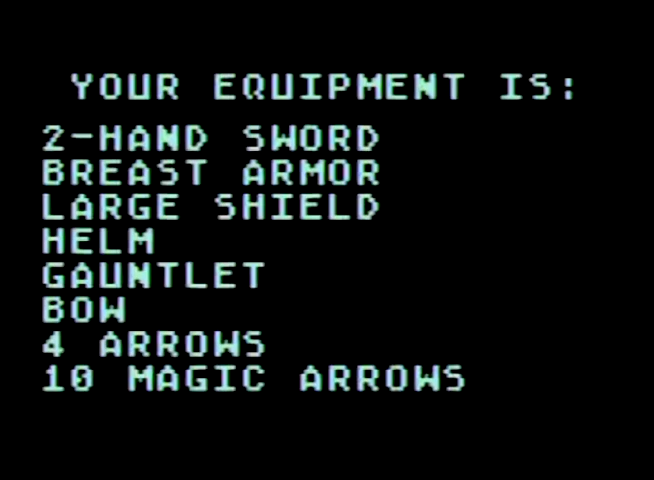 YOUR EQUIPMENT IS:
2-HAND SWORD
BREAST ARMOR
LARGE SHIELD
HELM
GAUNTLET
BOW
4 ARROWS
10 MAGIC ARROWS